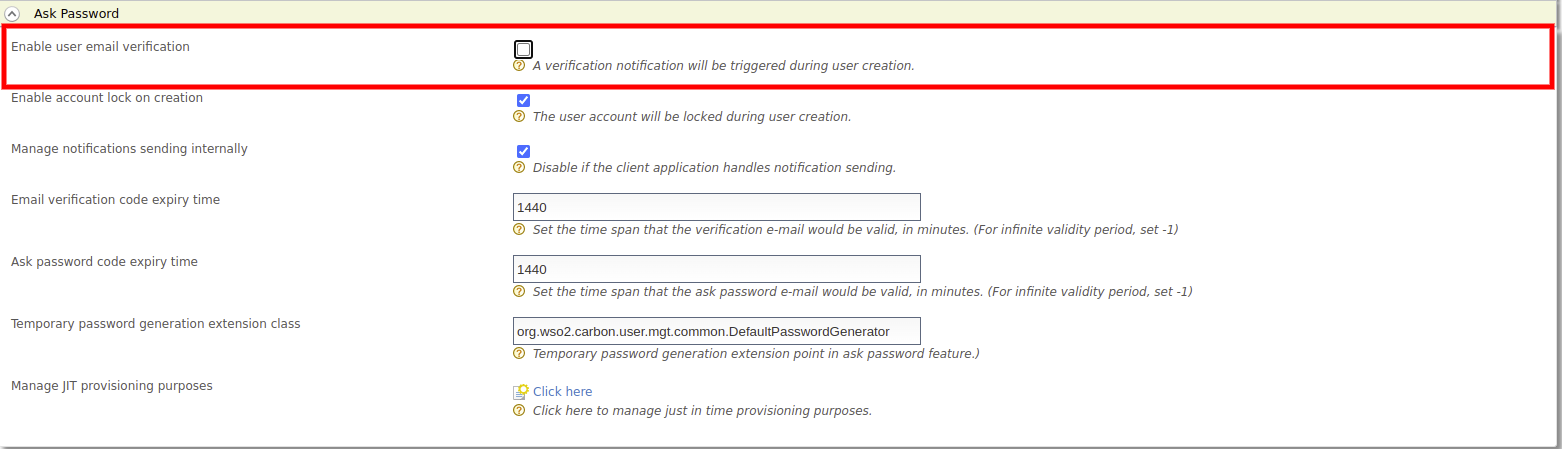 Ask Password
Enable user email verification
A verification notification will be triggered during user creation.
Enable account lock on creation
The user account will be locked during user creation.
Manage notifications sending internally
Disable if the client application handles notification sending.
Email verification code expiry time
1440
Set the time span that the verification e-mail would be valid, in minutes. (For infinite validity period, set -1)
Ask password code expiry time
1440
Set the time span that the ask password e-mail would be valid, in minutes. (For infinite validity period, set -1)
Temporary password generation extension class
org.wso2.carbon.user.mgt.common.DefaultPasswordGenerator
Temporary password generation extension point in ask password feature.)
Manage JIT provisioning purposes
Click here
Click here to manage just in time provisioning purposes.